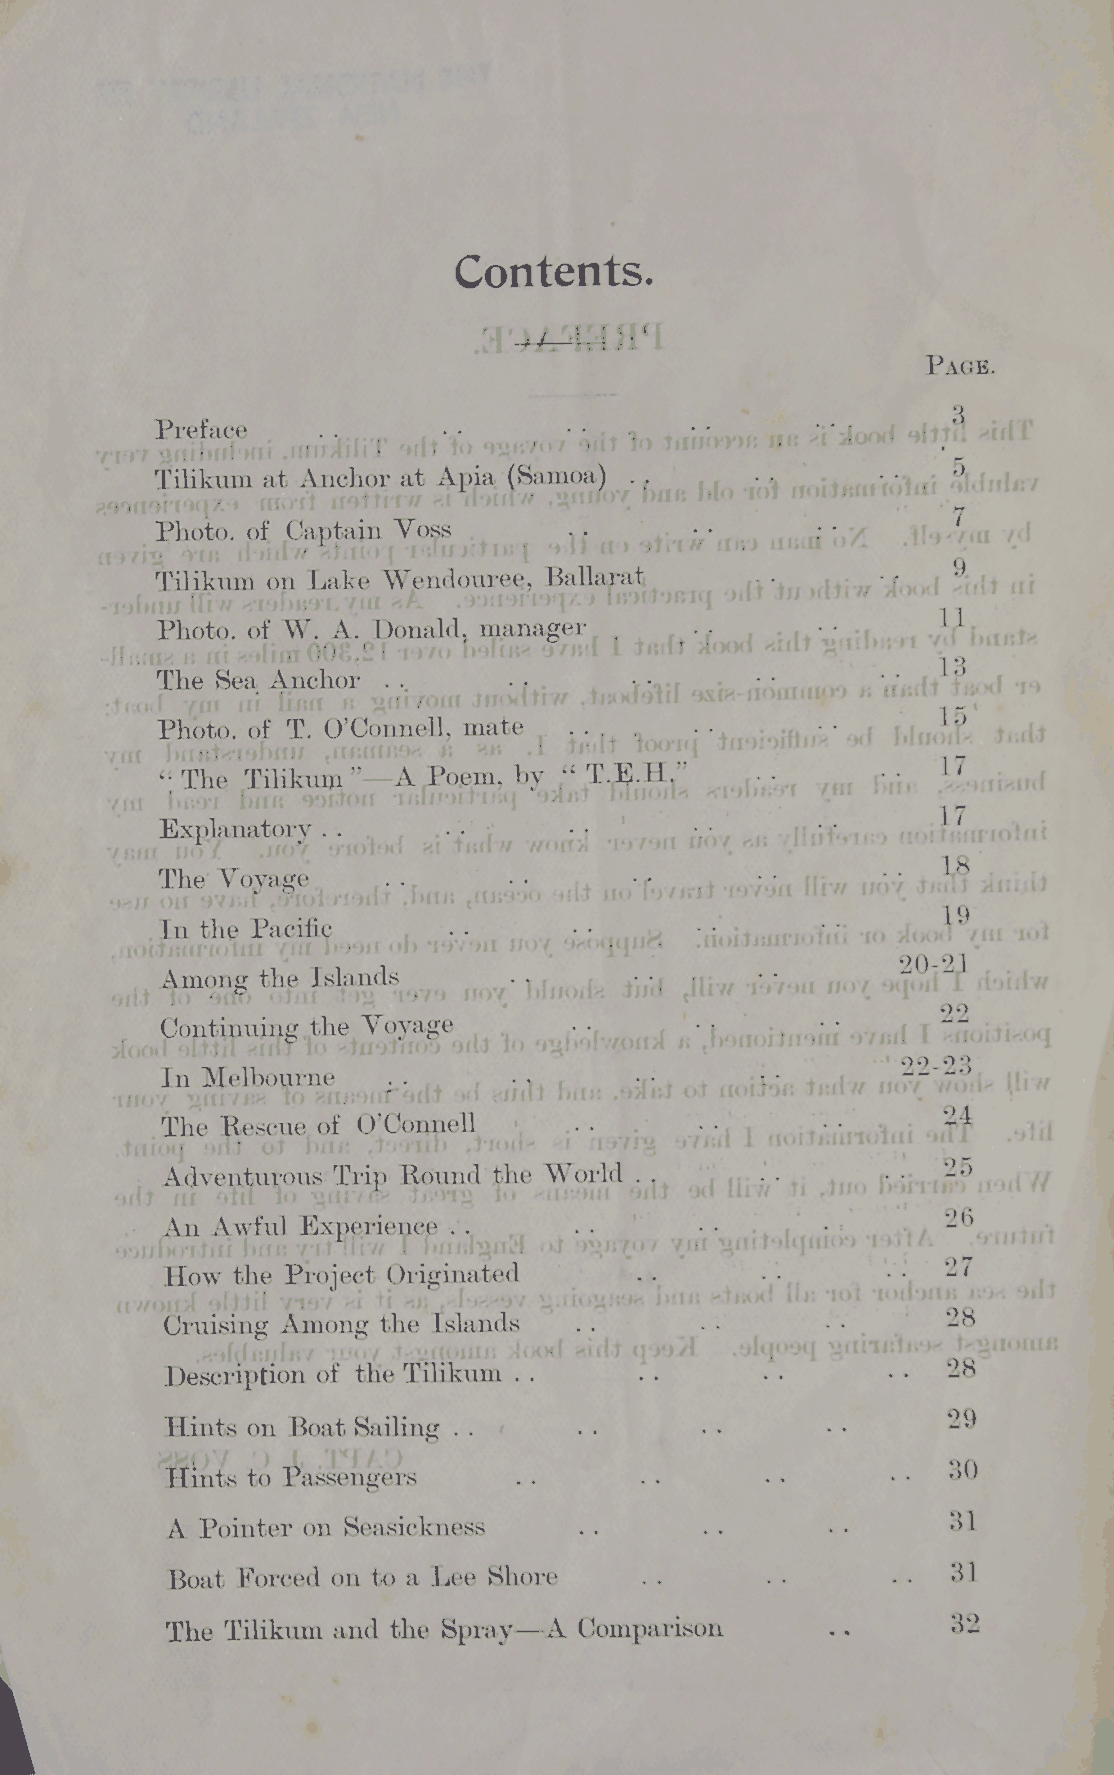 Contents.
PAGE.
Preface .. .. .. .. .. 3
Tilikum at Anchor at Apia (Samoa) .. .. .. 5
Photo. of Captain Voss .. .. .. 7
Tilikum on Lake Wendouree, Ballarat .. .. 9
Photo. of W. A. Donald, manager .. .. .. 11
The Sea Anchor .. .. .. .. .. 13
Photo. of T. O'Connell, mate .. .. .. 15
“The Tilikum”—A Poem, by “T.E.H.” .. .. 17
Explanatory .. .. .. .. .. 17
The Voyage .. .. .. .. .. 18
In the Pacific .. .. .. .. 19
Among the Islands .. .. .. 20-21
Continuing the Voyage .. .. .. 22
In Melbourne .. .. .. .. 22-23
The Rescue of O'Connell .. .. .. 24
Adventurous Trip Round the World .. .. .. 25
An Awful Experience .. .. .. .. 26
How the Project Originated .. .. .. 27
Cruising Among the Islands .. .. .. 28
Description of the Tilikum .. .. .. .. 28
Hints on Boat Sailing .. .. .. .. 29
Hints to Passengers .. .. .. .. 30
A Pointer on Seasickness .. .. .. 31
Boat Forced on to a Lee Shore .. .. .. 31
The Tilikum and the Spray—A Comparison .. 32